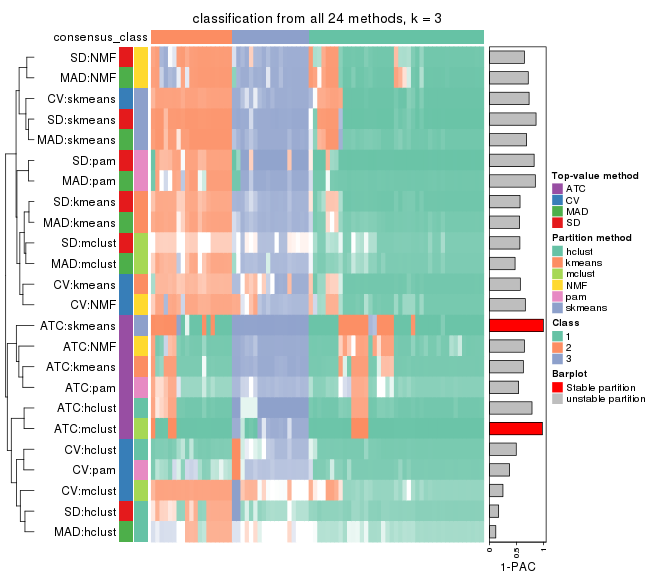 classification from all 24 methods, k = 3
consensus_class
SD:NMF
MAD:NMF
CV:skmeans
SD:skmeans
MAD:skmeans
SD:pam
MAD:pam
SD:kmeans
MAD:kmeans
SD:mclust
MAD:mclust
CV:kmeans
CV:NMF
ATC:skmeans
ATC:NMF
ATC:kmeans
ATC:pam
ATC:hclust
ATC:mclust
CV:hclust
CV:pam
CV:mclust
SD:hclust
MAD:hclust
0
0.5
1
1-PAC
Top-value method
ATC
CV
MAD
SD
Partition method
hclust
kmeans
mclust
NMF
pam
skmeans
Class
1
2
3
Barplot
Stable partition
unstable partition